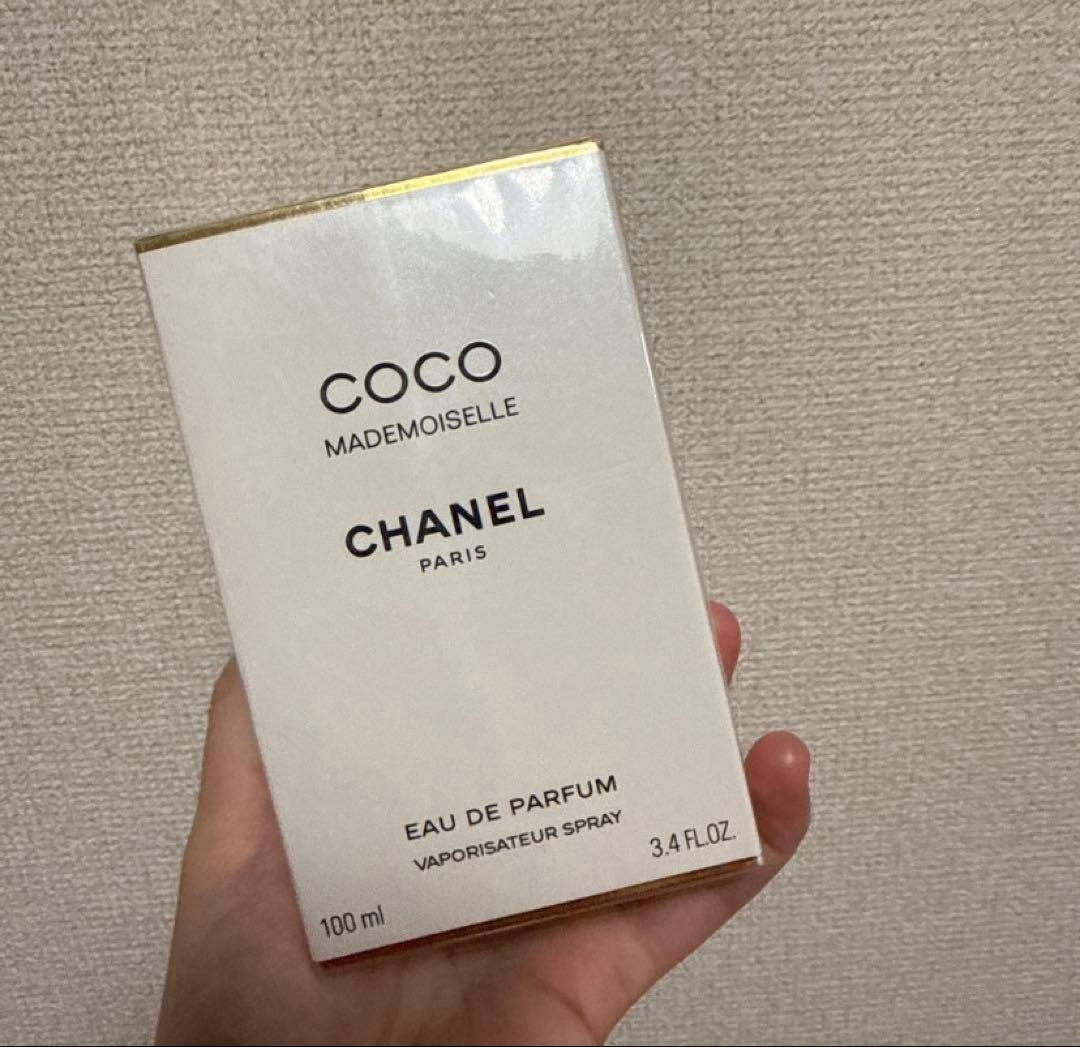 COCO
MADEMOISELLE
CHANEL
PARIS
EAU DE PARFUM
VAPORISATEUR SPRAY
100 ml
3.4 FL.OZ.